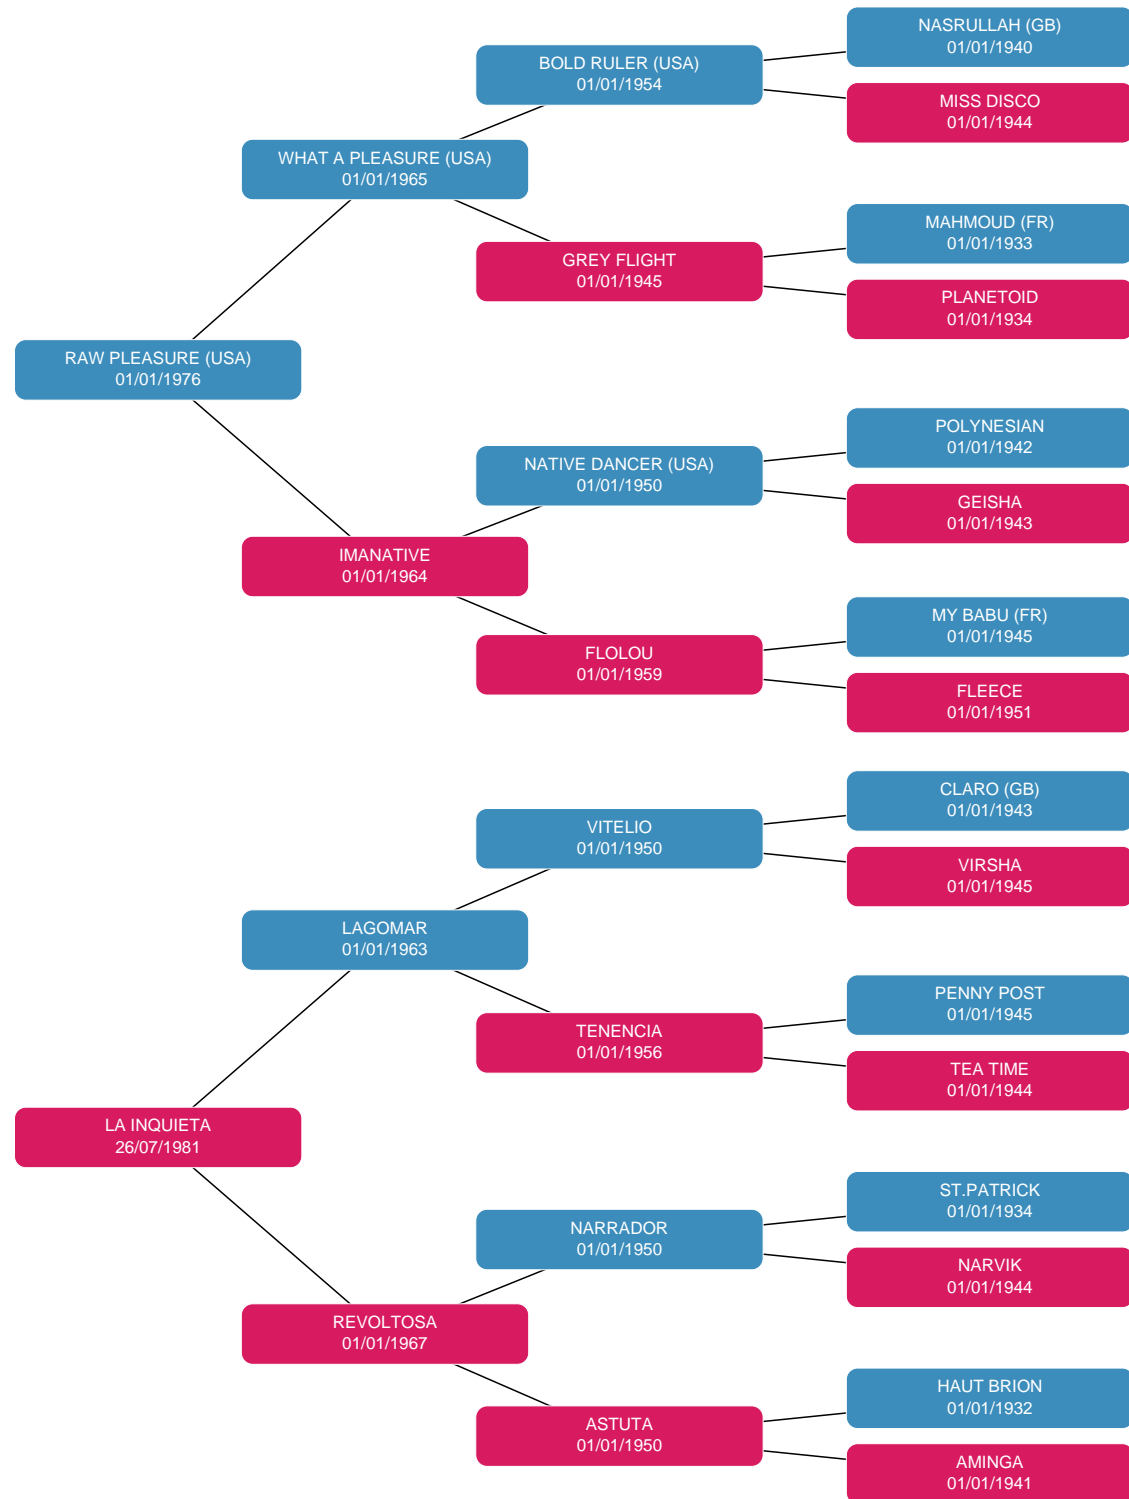 NASRULLAH (GB)
01/01/1940
BOLD RULER (USA)
01/01/1954
MISS DISCO
01/01/1944
WHAT A PLEASURE (USA)
01/01/1965
MAHMOUD (FR)
01/01/1933
GREY FLIGHT
01/01/1945
PLANETOID
01/01/1934
RAW PLEASURE (USA)
01/01/1976
POLYNESIAN
01/01/1942
NATIVE DANCER (USA)
01/01/1950
GEISHA
01/01/1943
IMANATIVE
01/01/1964
MY BABU (FR)
01/01/1945
FLOLOU
01/01/1959
FLEECE
01/01/1951
CLARO (GB)
01/01/1943
VITELIO
01/01/1950
VIRSHA
01/01/1945
LAGOMAR
01/01/1963
PENNY POST
01/01/1945
TENENCIA
01/01/1956
TEA TIME
01/01/1944
LA INQUIETA
26/07/1981
ST.PATRICK
01/01/1934
NARRADOR
01/01/1950
NARVIK
01/01/1944
REVOLTOSA
01/01/1967
HAUT BRION
01/01/1932
ASTUTA
01/01/1950
AMINGA
01/01/1941